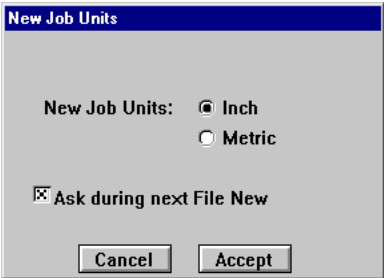 New Job Units
New Job Units: Inch
Metric
Ask during next File New
Cancel Accept